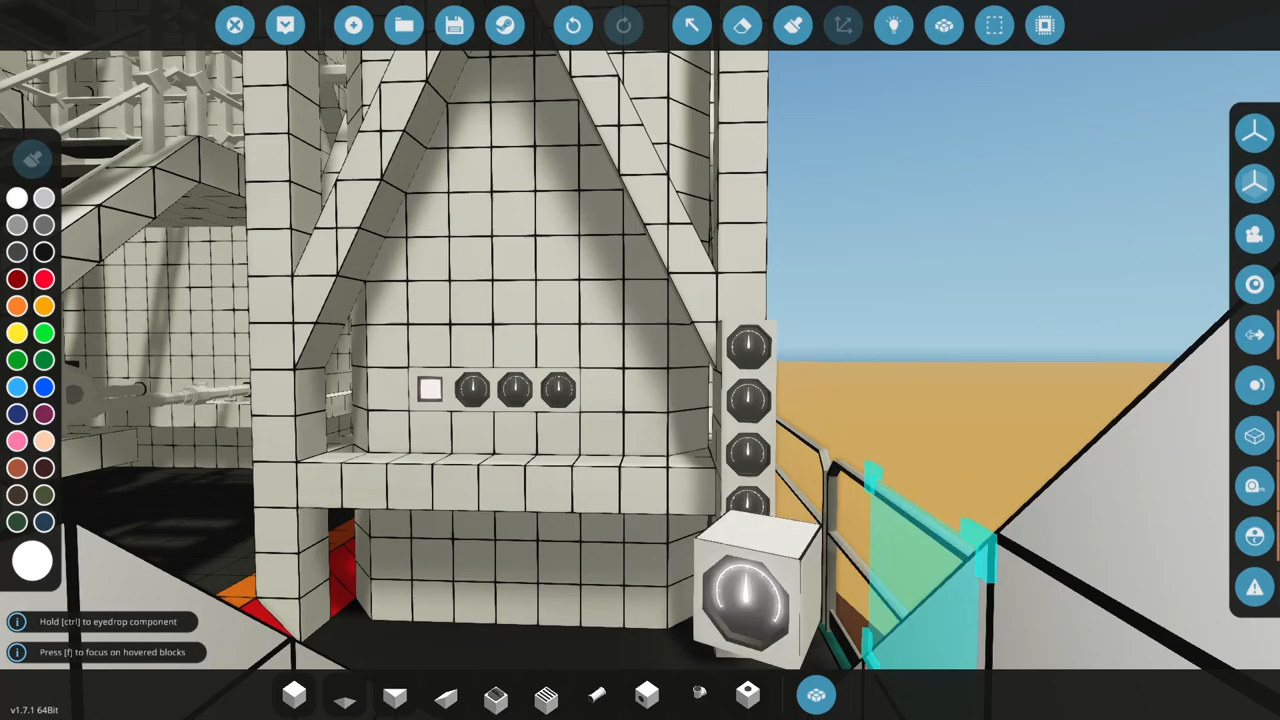 Hold [ctrl] to eyedrop component
Press [f] to focus on hovered blocks
v1.7.1 64Bit